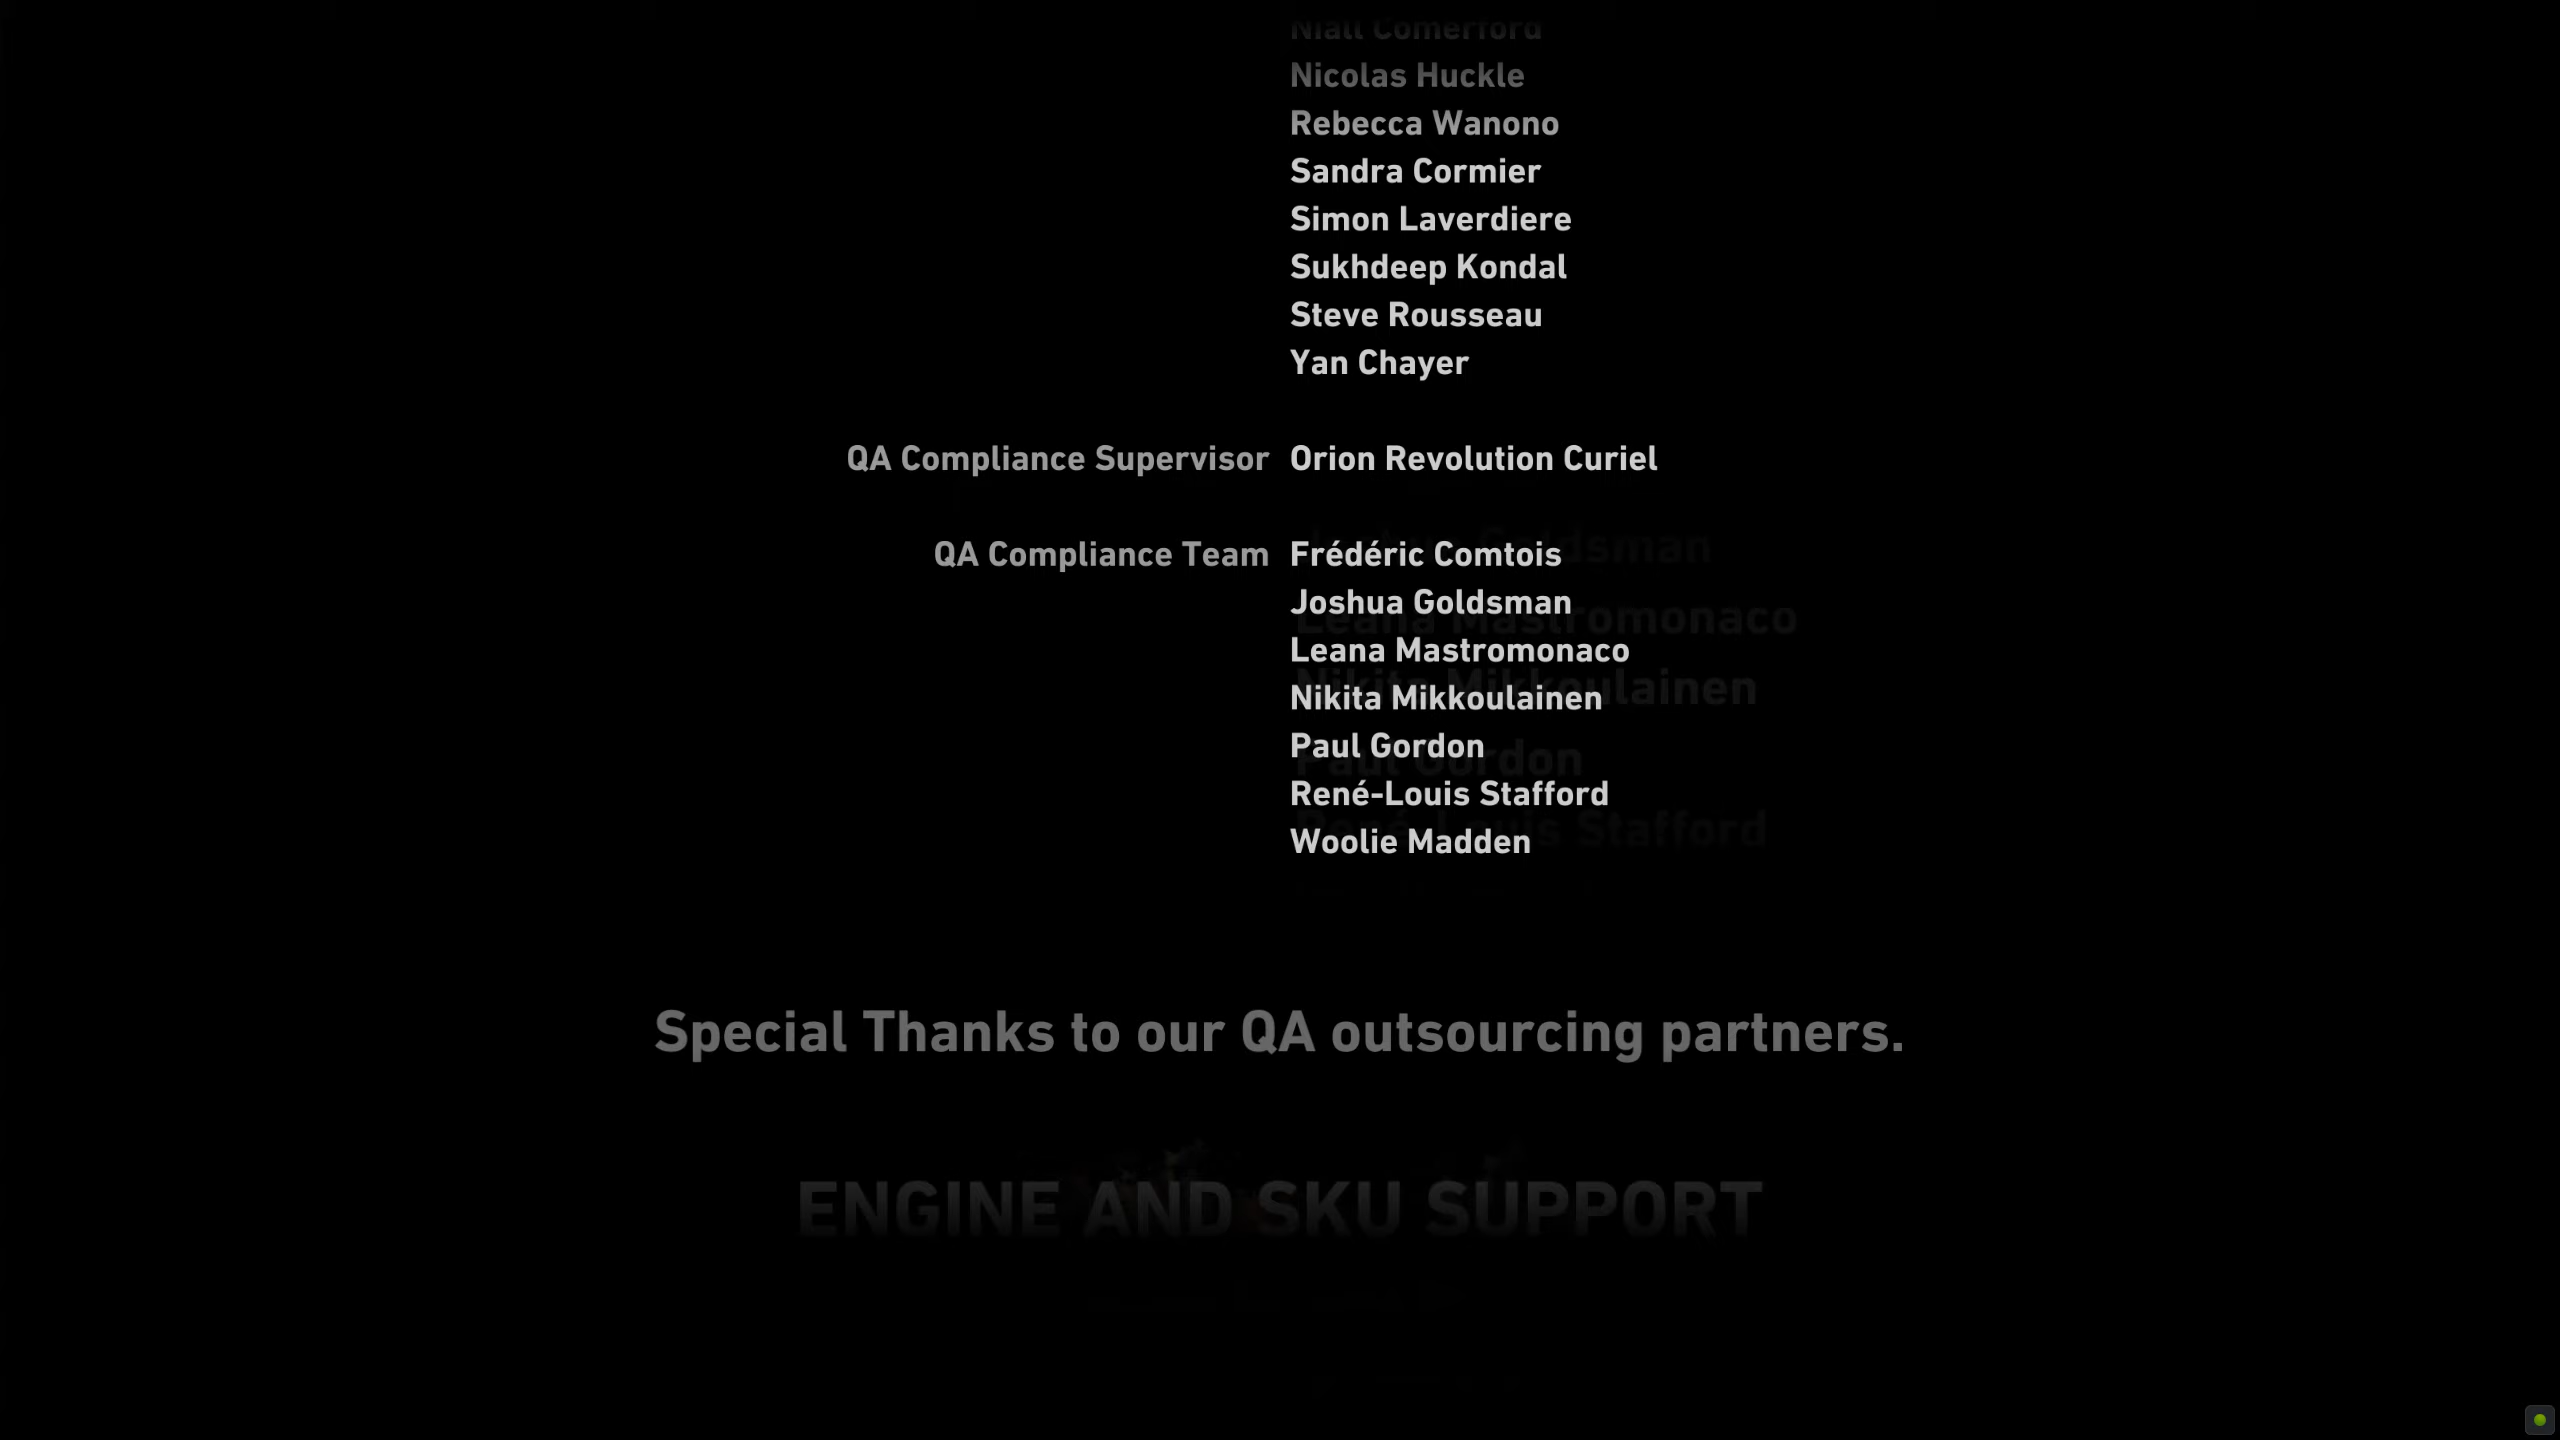 Niall Comerford
Nicolas Huckle
Rebecca Wanono
Sandra Cormier
Simon Laverdiere
Sukhdeep Kondal
Steve Rousseau
Yan Chayer
QA Compliance Supervisor Orion Revolution Curiel
QA Compliance Team Frédéric Comtois
Joshua Goldsman
Leana Mastromonaco
Nikita Mikkoulainen
Paul Gordon
René-Louis Stafford
Woolie Madden
Special Thanks to our QA outsourcing partners.
ENGINE AND SKU SUPPORT